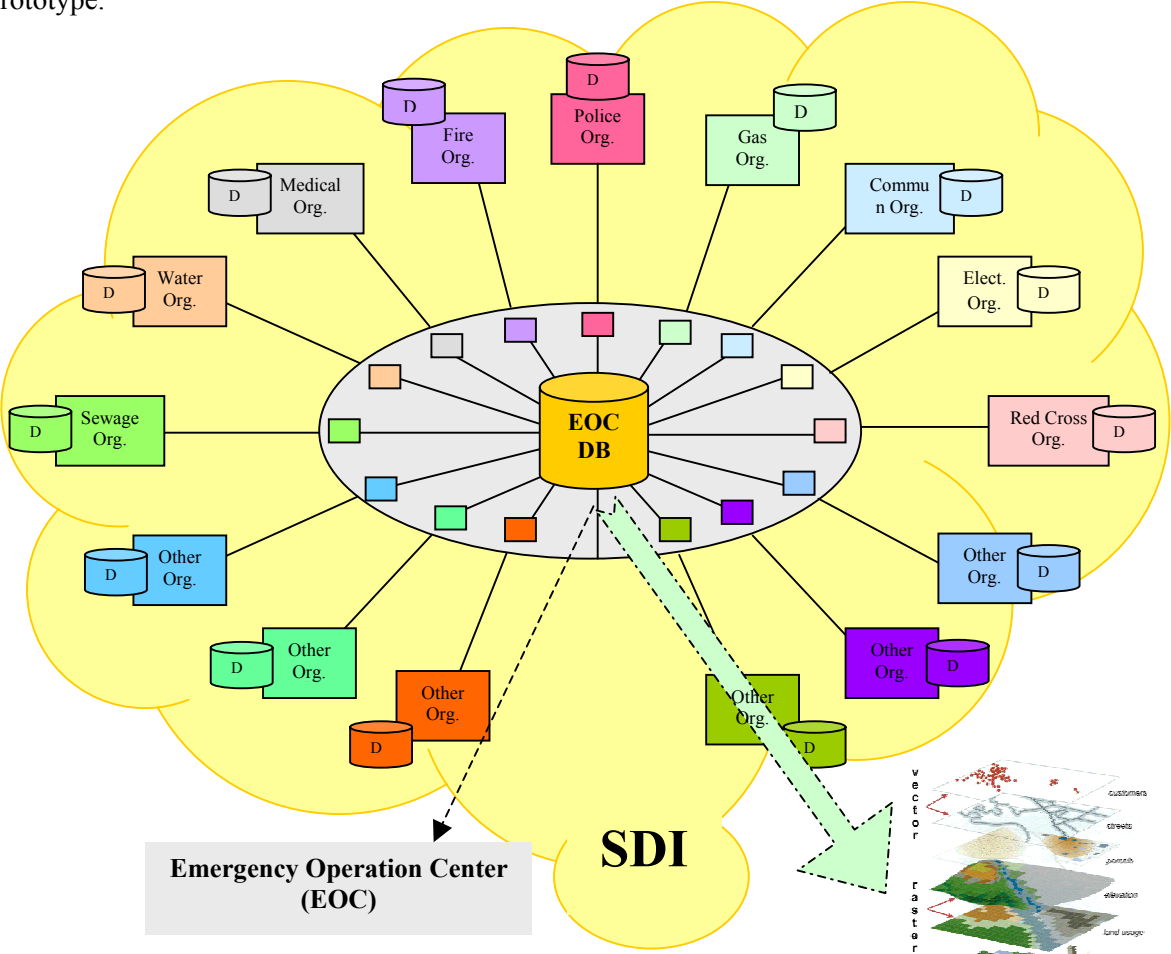 rototype.
D
Police
Org.
D
Fire
Org.
D
Gas
Org.
D
Medical
Org.
D
Commu
n Org.
D
Water
Org.
D
Elect.
Org.
D
Sewage
Org.
D
Red Cross
Org.
D
EOC
DB
Other
Org.
D
Other
Org.
D
Other
Org.
D
Other
Org.
D
Other
Org.
D
Other
Org.
D
SDI
Emergency Operation Center
(EOC)
vector
customers
streets
parcels
elevation
land usage
raster